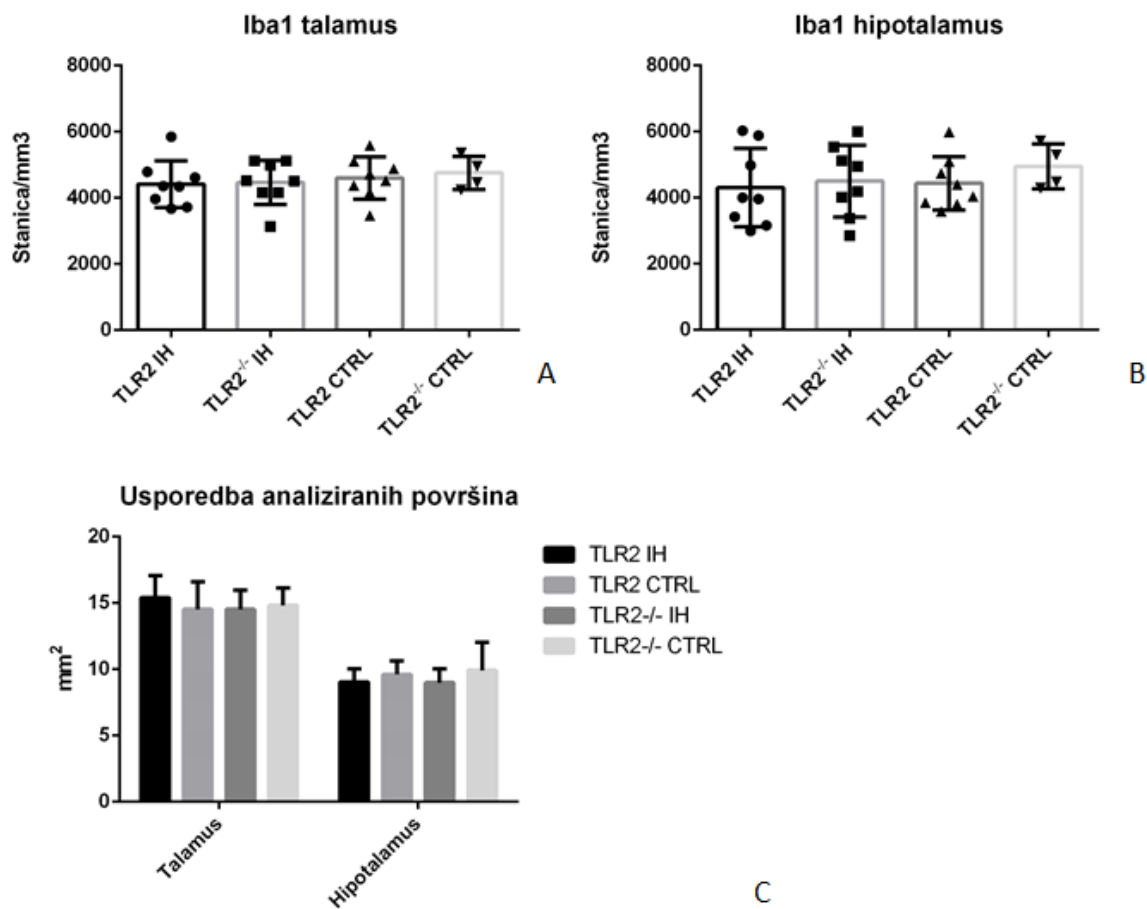 Iba1 talamus
Stanica/mm3
8000
6000
4000
2000
0
TLR2 IH
TLR2-/- IH
TLR2 CTRL
TLR2-/- CTRL
A
Iba1 hipotalamus
Stanica/mm3
8000
6000
4000
2000
0
TLR2 IH
TLR2-/- IH
TLR2 CTRL
TLR2-/- CTRL
B
Usporedba analiziranih površina
mm2
20
15
10
5
0
Talamus
Hipotalamus
TLR2 IH
TLR2 CTRL
TLR2-/- IH
TLR2-/- CTRL
C